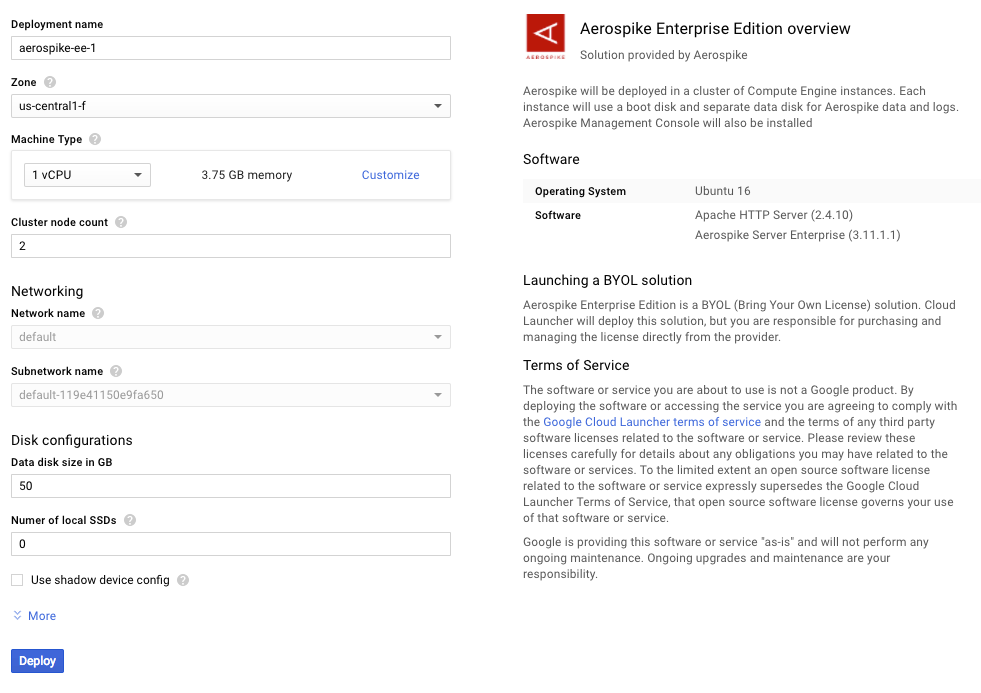 Deployment name
aerospike-ee-1
Zone ?
us-central1-f
Machine Type ?
1 vCPU 3.75 GB memory Customize
Cluster node count ?
2
Networking
Network name ?
default
Subnetwork name ?
default-119e41150e9fa650
Disk configurations
Data disk size in GB
50
Numer of local SSDs ?
0
Use shadow device config ?
More
Deploy
AEROSPIKE
Aerospike Enterprise Edition overview
Solution provided by Aerospike
Aerospike will be deployed in a cluster of Compute Engine instances. Each
instance will use a boot disk and separate data disk for Aerospike data and logs.
Aerospike Management Console will also be installed
Software
Operating System Ubuntu 16
Software Apache HTTP Server (2.4.10)
Aerospike Server Enterprise (3.11.1.1)
Launching a BYOL solution
Aerospike Enterprise Edition is a BYOL (Bring Your Own License) solution. Cloud
Launcher will deploy this solution, but you are responsible for purchasing and
managing the license directly from the provider.
Terms of Service
The software or service you are about to use is not a Google product. By
deploying the software or accessing the service you are agreeing to comply with
the Google Cloud Launcher terms of service and the terms of any third party
software licenses related to the software or service. Please review these
licenses carefully for details about any obligations you may have related to the
software or services. To the limited extent an open source software license
related to the software or service expressly supersedes the Google Cloud
Launcher Terms of Service, that open source software license governs your use
of that software or service.
Google is providing this software or service "as-is" and will not perform any
ongoing maintenance. Ongoing upgrades and maintenance are your
responsibility.